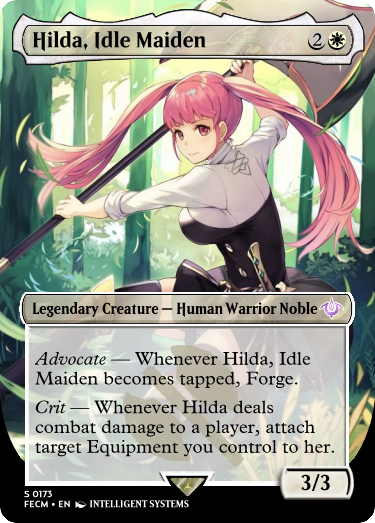 Hilda, Idle Maiden 2
Legendary Creature — Human Warrior Noble
Advocate — Whenever Hilda, Idle
Maiden becomes tapped, Forge.
Crit — Whenever Hilda deals
combat damage to a player, attach
target Equipment you control to her.
3/3
S 0173
FECM • EN INTELLIGENT SYSTEMS